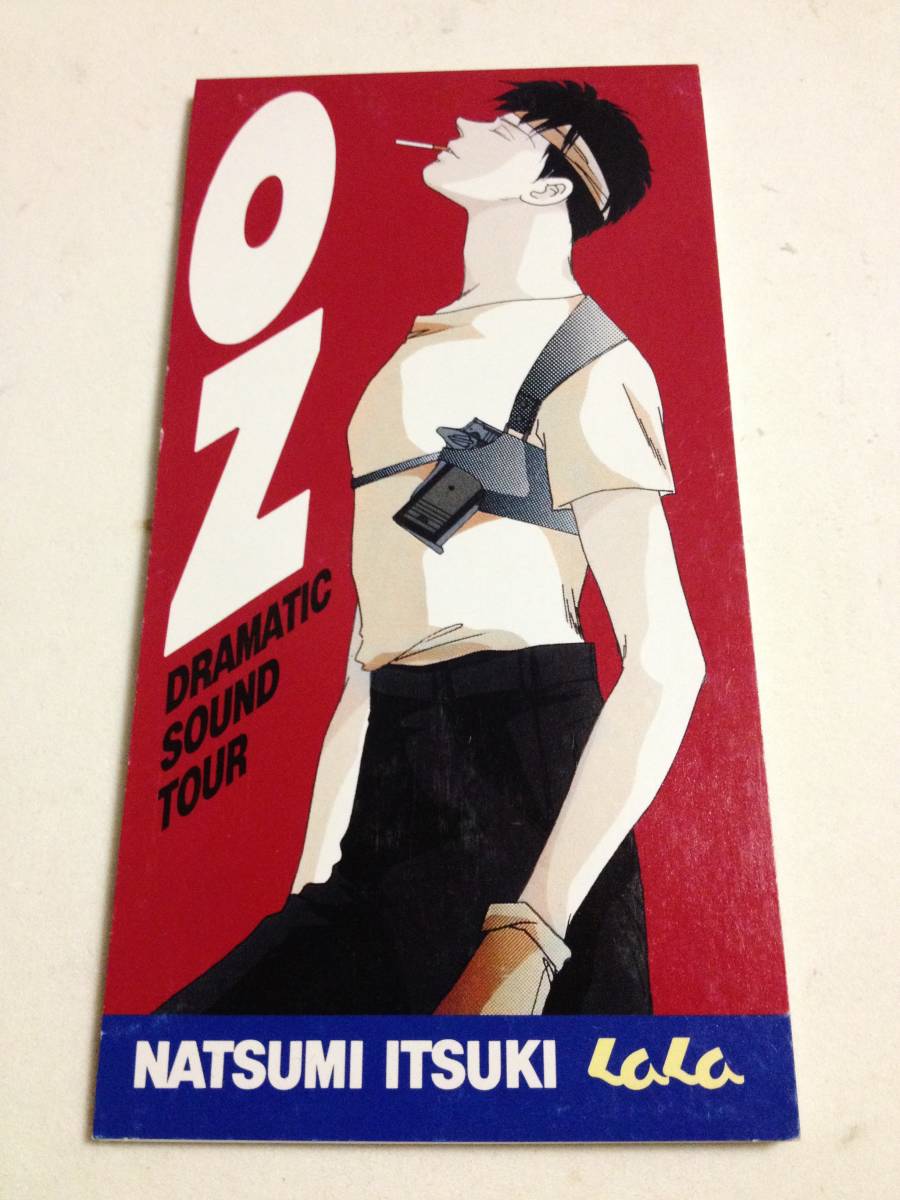 OZ
DRAMATIC
SOUND
TOUR
NATSUMI ITSUKI LaLa